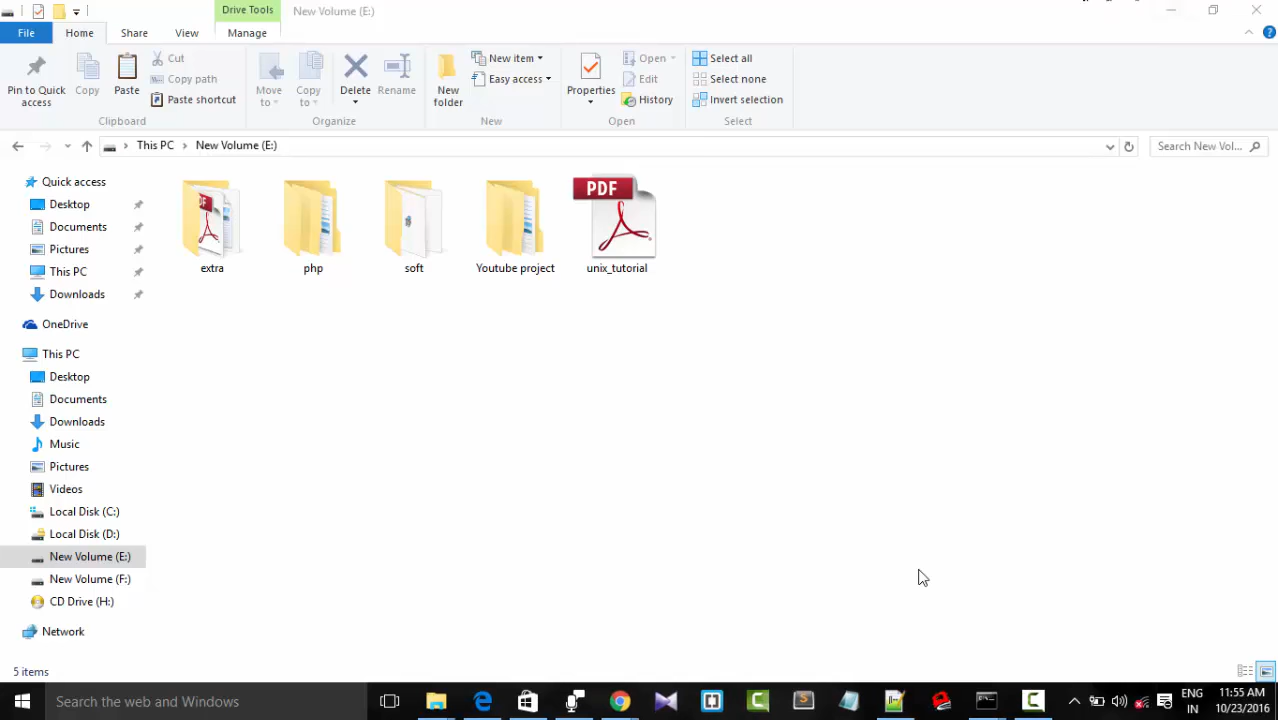 Drive Tools New Volume (E:)
File Home Share View Manage
Pin to Quick access
Copy
Paste
Cut
Copy path
Paste shortcut
Clipboard
Move to
Copy to
Delete
Rename
Organize
New folder
New item
Easy access
New
Properties
Open
Edit
History
Open
Select all
Select none
Invert selection
Select
This PC New Volume (E:)
Search New Vol...
Quick access
Desktop
Documents
Pictures
This PC
Downloads
OneDrive
This PC
Desktop
Documents
Downloads
Music
Pictures
Videos
Local Disk (C:)
Local Disk (D:)
New Volume (E:)
New Volume (F:)
CD Drive (H:)
Network
PDF
extra
php
soft
Youtube project
unix_tutorial
5 items
Search the web and Windows
ENG
IN
11:55 AM
10/23/2016